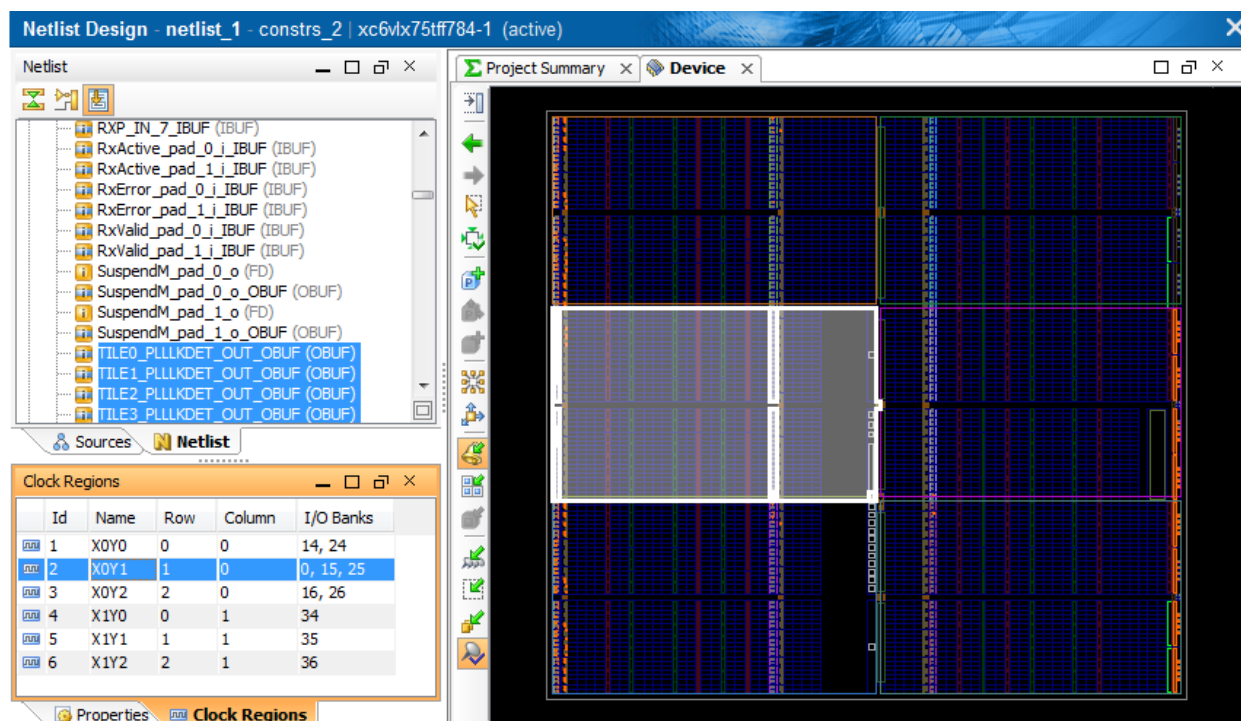 Netlist Design - netlist_1 - constrs_2 | xc6vlx75tff784-1 (active)
Netlist
RXP_IN_7_IBUF (IBUF)
RxActive_pad_0_i_IBUF (IBUF)
RxActive_pad_1_i_IBUF (IBUF)
RxError_pad_0_i_IBUF (IBUF)
RxError_pad_1_i_IBUF (IBUF)
RxValid_pad_0_i_IBUF (IBUF)
RxValid_pad_1_i_IBUF (IBUF)
SuspendM_pad_0_o (FD)
SuspendM_pad_0_o_OBUF (OBUF)
SuspendM_pad_1_o (FD)
SuspendM_pad_1_o_OBUF (OBUF)
TILE0_PLLLKDET_OUT_OBUF (OBUF)
TILE1_PLLLKDET_OUT_OBUF (OBUF)
TILE2_PLLLKDET_OUT_OBUF (OBUF)
TILE3_PLLLKDET_OUT_OBUF (OBUF)
Sources Netlist
Clock Regions
Id Name Row Column I/O Banks
1 X0Y0 0 0 14, 24
2 X0Y1 1 0 0, 15, 25
3 X0Y2 2 0 16, 26
4 X1Y0 0 1 34
5 X1Y1 1 1 35
6 X1Y2 2 1 36
Properties Clock Regions
Project Summary Device